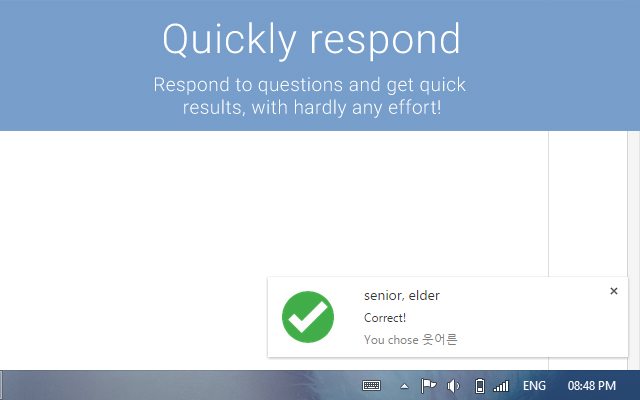 Quickly respond
Respond to questions and get quick
results, with hardly any effort!
senior, elder
Correct!
You chose 웃어른
ENG
08:48 PM